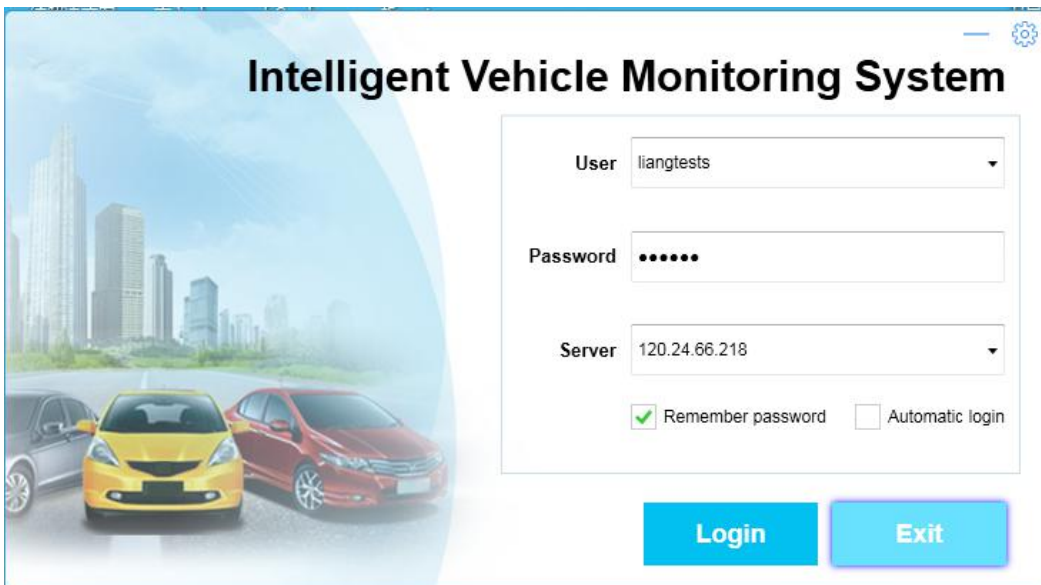 Intelligent Vehicle Monitoring System
User liangtests
Password ●●●●●●
Server 120.24.66.218
Remember password Automatic login
Login Exit